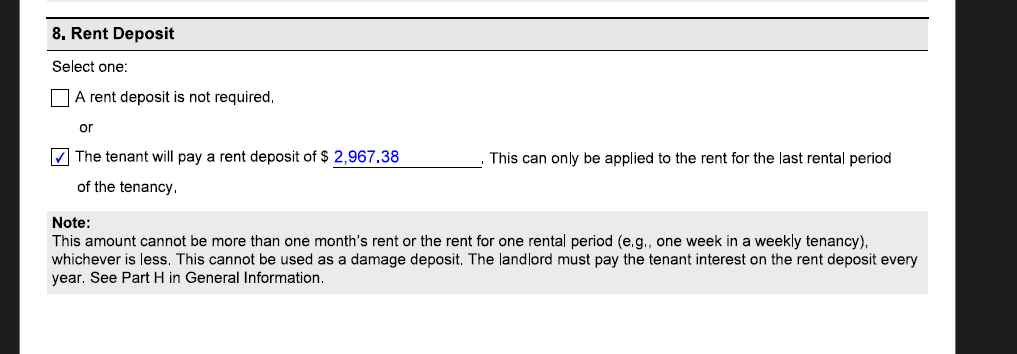 8. Rent Deposit
Select one:
A rent deposit is not required.
or
✓ The tenant will pay a rent deposit of $ 2,967.38 . This can only be applied to the rent for the last rental period
of the tenancy.
Note:
This amount cannot be more than one month's rent or the rent for one rental period (e.g., one week in a weekly tenancy),
whichever is less. This cannot be used as a damage deposit. The landlord must pay the tenant interest on the rent deposit every
year. See Part H in General Information.